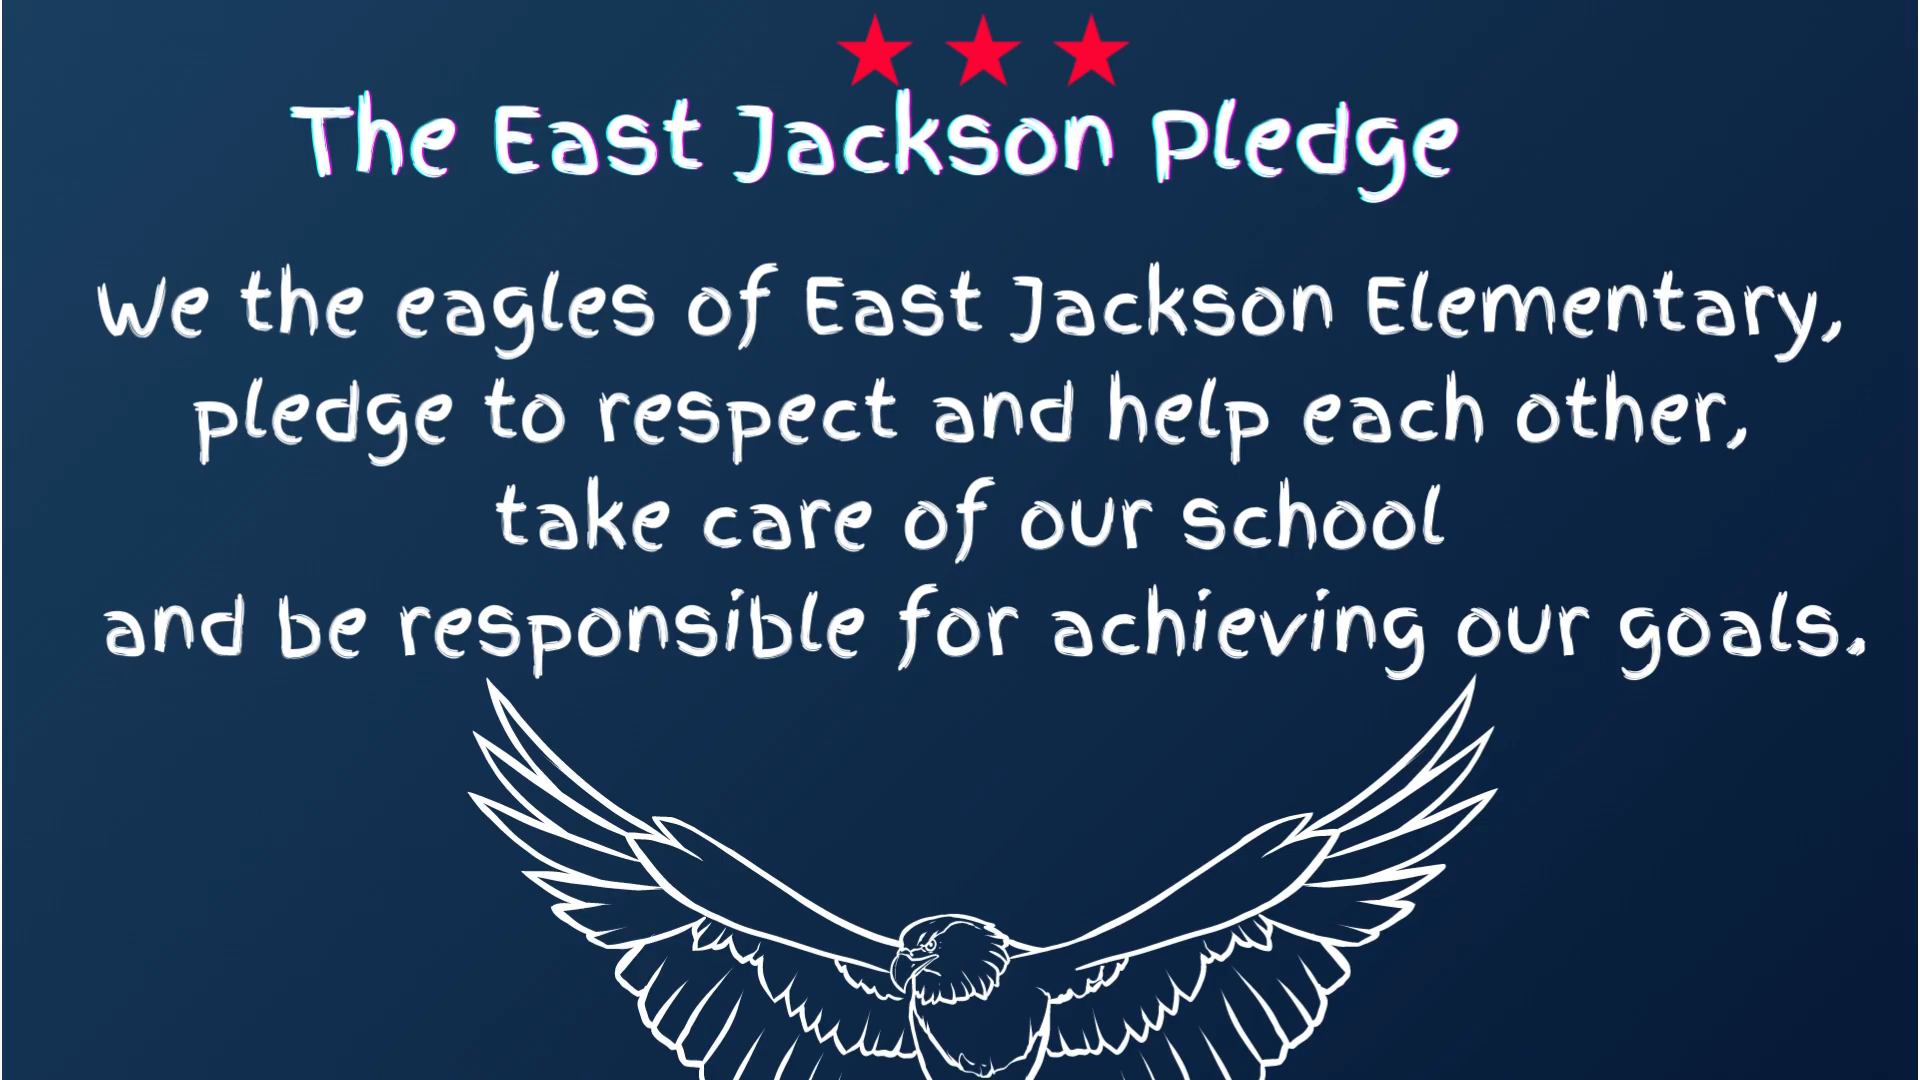 The East Jackson Pledge
We the eagles of East Jackson Elementary,
pledge to respect and help each other,
take care of our school
and be responsible for achieving our goals.